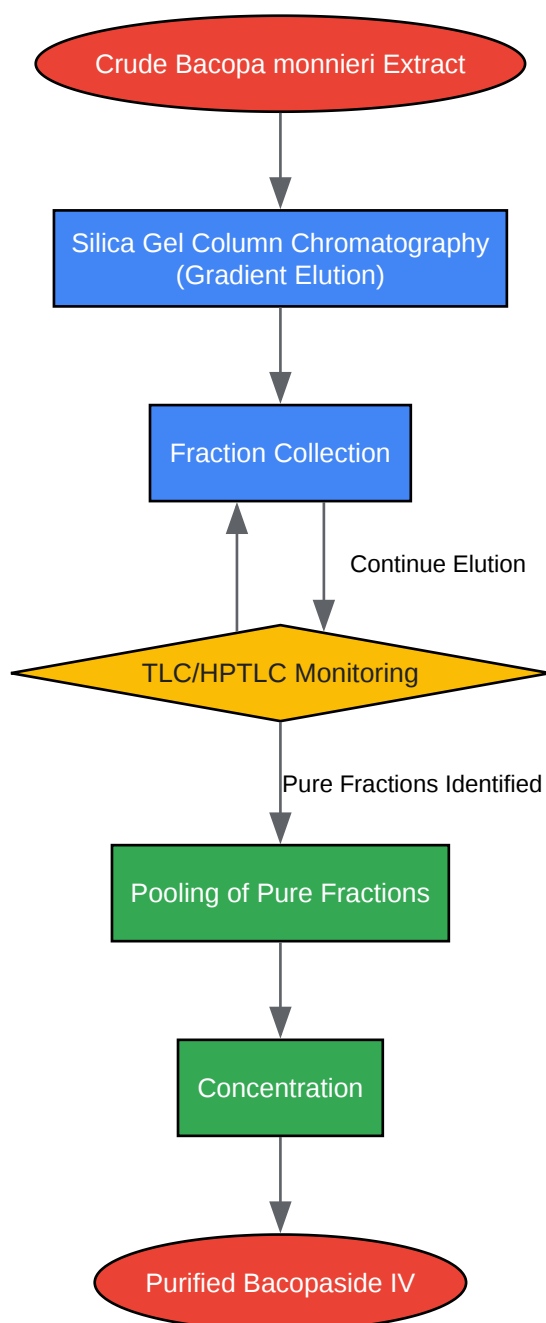 Crude Bacopa monnieri Extract
Silica Gel Column Chromatography
(Gradient Elution)
Fraction Collection
Continue Elution
TLC/HPTLC Monitoring
Pure Fractions Identified
Pooling of Pure Fractions
Concentration
Purified Bacopaside IV